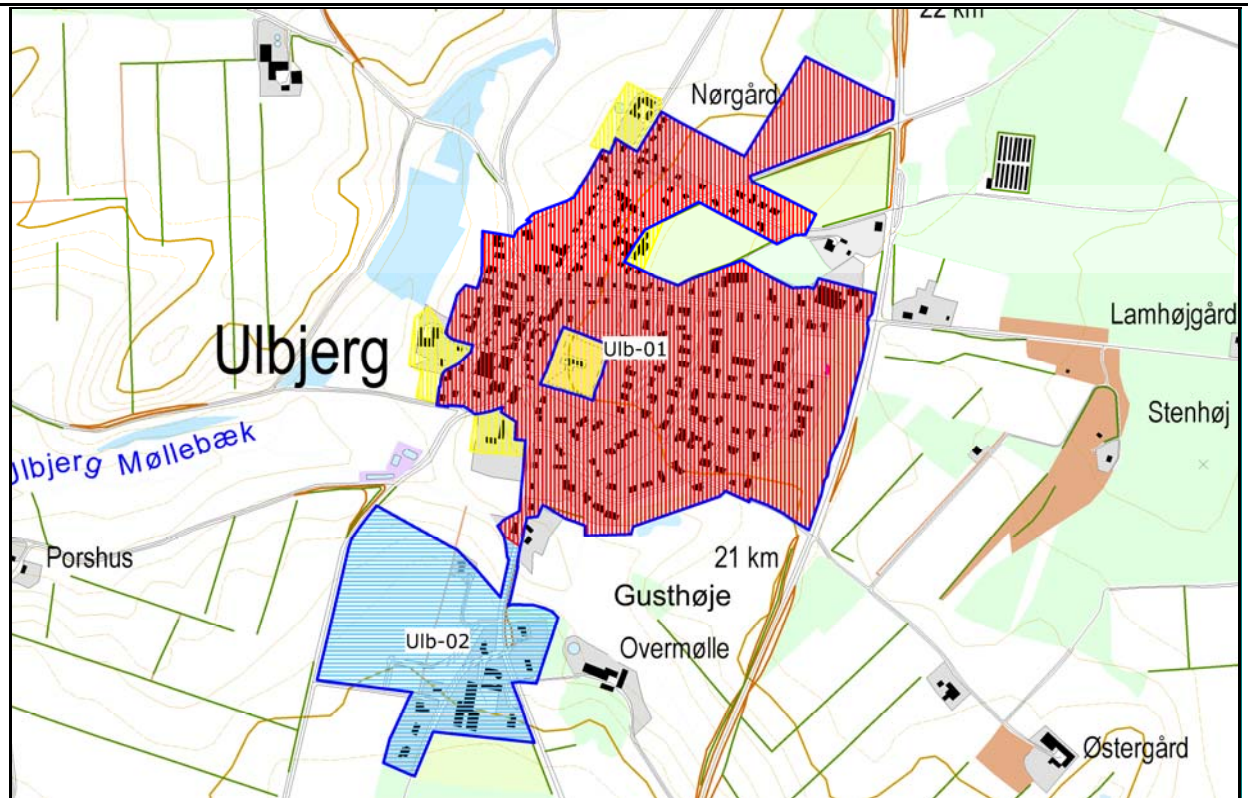 22 km
Nørgård
Lamhøjgård
Ulb-01
Ulbjerg
Stenhøj
Ulbjerg Møllebæk
Porshus
21 km
Gusthøje
Ulb-02
Overmølle
Østergård